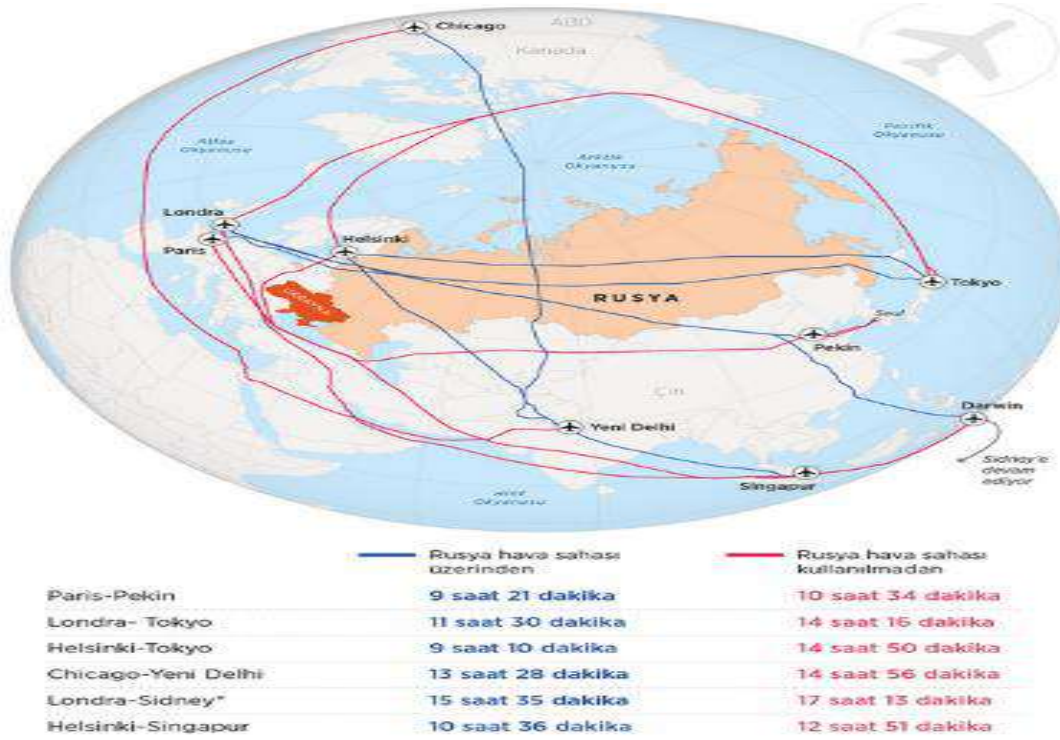 Chicago
ABD
Kanada
Atlas
Okyanusu
Pasifik
Okyanusu
Arktik
Okyanusu
Londra
Paris
Helsinki
Ukrayna
RUSYA
Tokyo
Seul
Pekin
Çin
Yeni Delhi
Darwin
Sidney'e
devam
ediyor
Singapur
Hint
Okyanusu
Rusya hava sahası
üzerinden
Rusya hava sahası
kullanılmadan
Paris-Pekin 9 saat 21 dakika 10 saat 34 dakika
Londra- Tokyo 11 saat 30 dakika 14 saat 15 dakika
Helsinki-Tokyo 9 saat 10 dakika 14 saat 50 dakika
Chicago-Yeni Delhi 13 saat 28 dakika 14 saat 56 dakika
Londra-Sidney* 15 saat 35 dakika 17 saat 13 dakika
Helsinki-Singapur 10 saat 36 dakika 12 saat 51 dakika